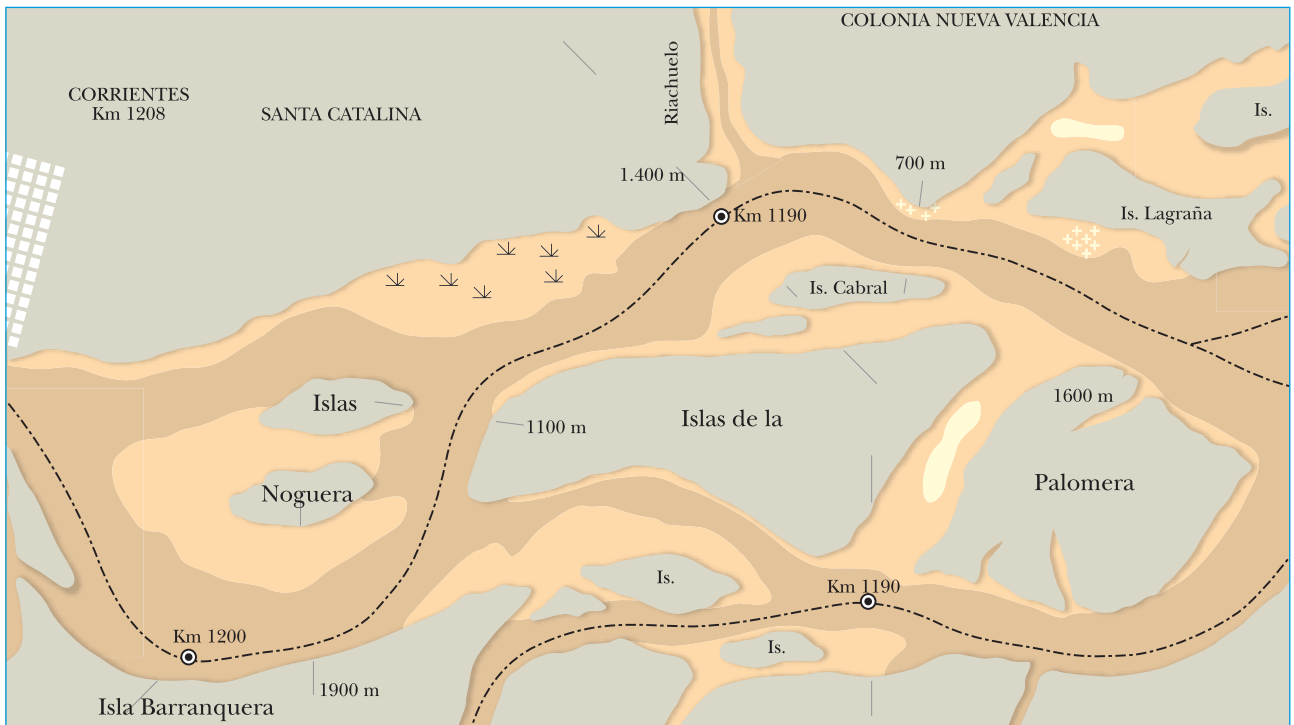 COLONIA NUEVA VALENCIA
Riachuelo
CORRIENTES
Km 1208
SANTA CATALINA
Is.
700 m
1.400 m
Km 1190
Is. Lagraña
Is. Cabral
Islas
1600 m
1100 m
Islas de la
Noguera
Palomera
Is.
Km 1190
Km 1200
Is.
1900 m
Isla Barranquera